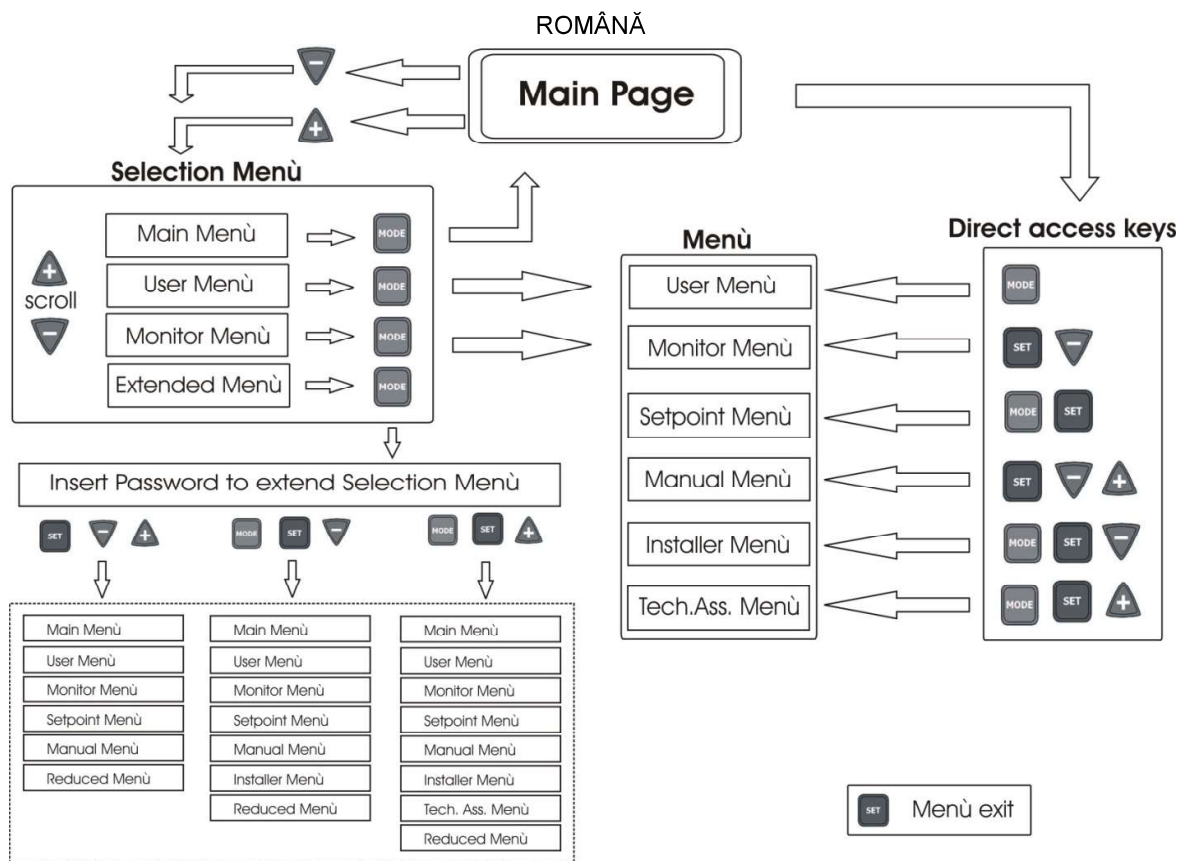 ROMÂNĂ
Main Page
Selection Menù
Main Menù
MODE
User Menù
MODE
scroll
Monitor Menù
MODE
Extended Menù
MODE
Insert Password to extend Selection Menù
SET
MODE SET
MODE SET
Main Menù
User Menù
Monitor Menù
Setpoint Menù
Manual Menù
Reduced Menù
Main Menù
User Menù
Monitor Menù
Setpoint Menù
Manual Menù
Installer Menù
Reduced Menù
Main Menù
User Menù
Monitor Menù
Setpoint Menù
Manual Menù
Installer Menù
Tech. Ass. Menù
Reduced Menù
Menù
User Menù
Monitor Menù
Setpoint Menù
Manual Menù
Installer Menù
Tech.Ass. Menù
Direct access keys
MODE
SET
MODE SET
SET
MODE SET
MODE SET
SET Menù exit